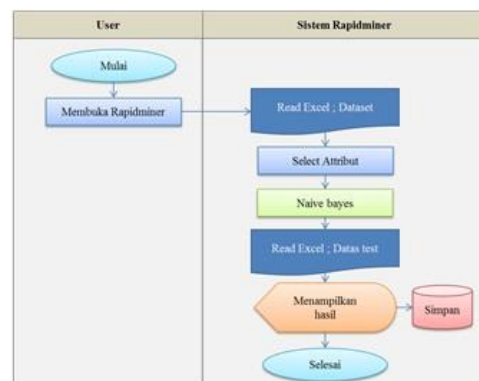 User
Sistem Rapidminer
Mulai
Membuka Rapidminer
Read Excel ; Dataset
Select Attribut
Naive bayes
Read Excel ; Datas test
Menampilkan
hasil
Simpan
Selesai